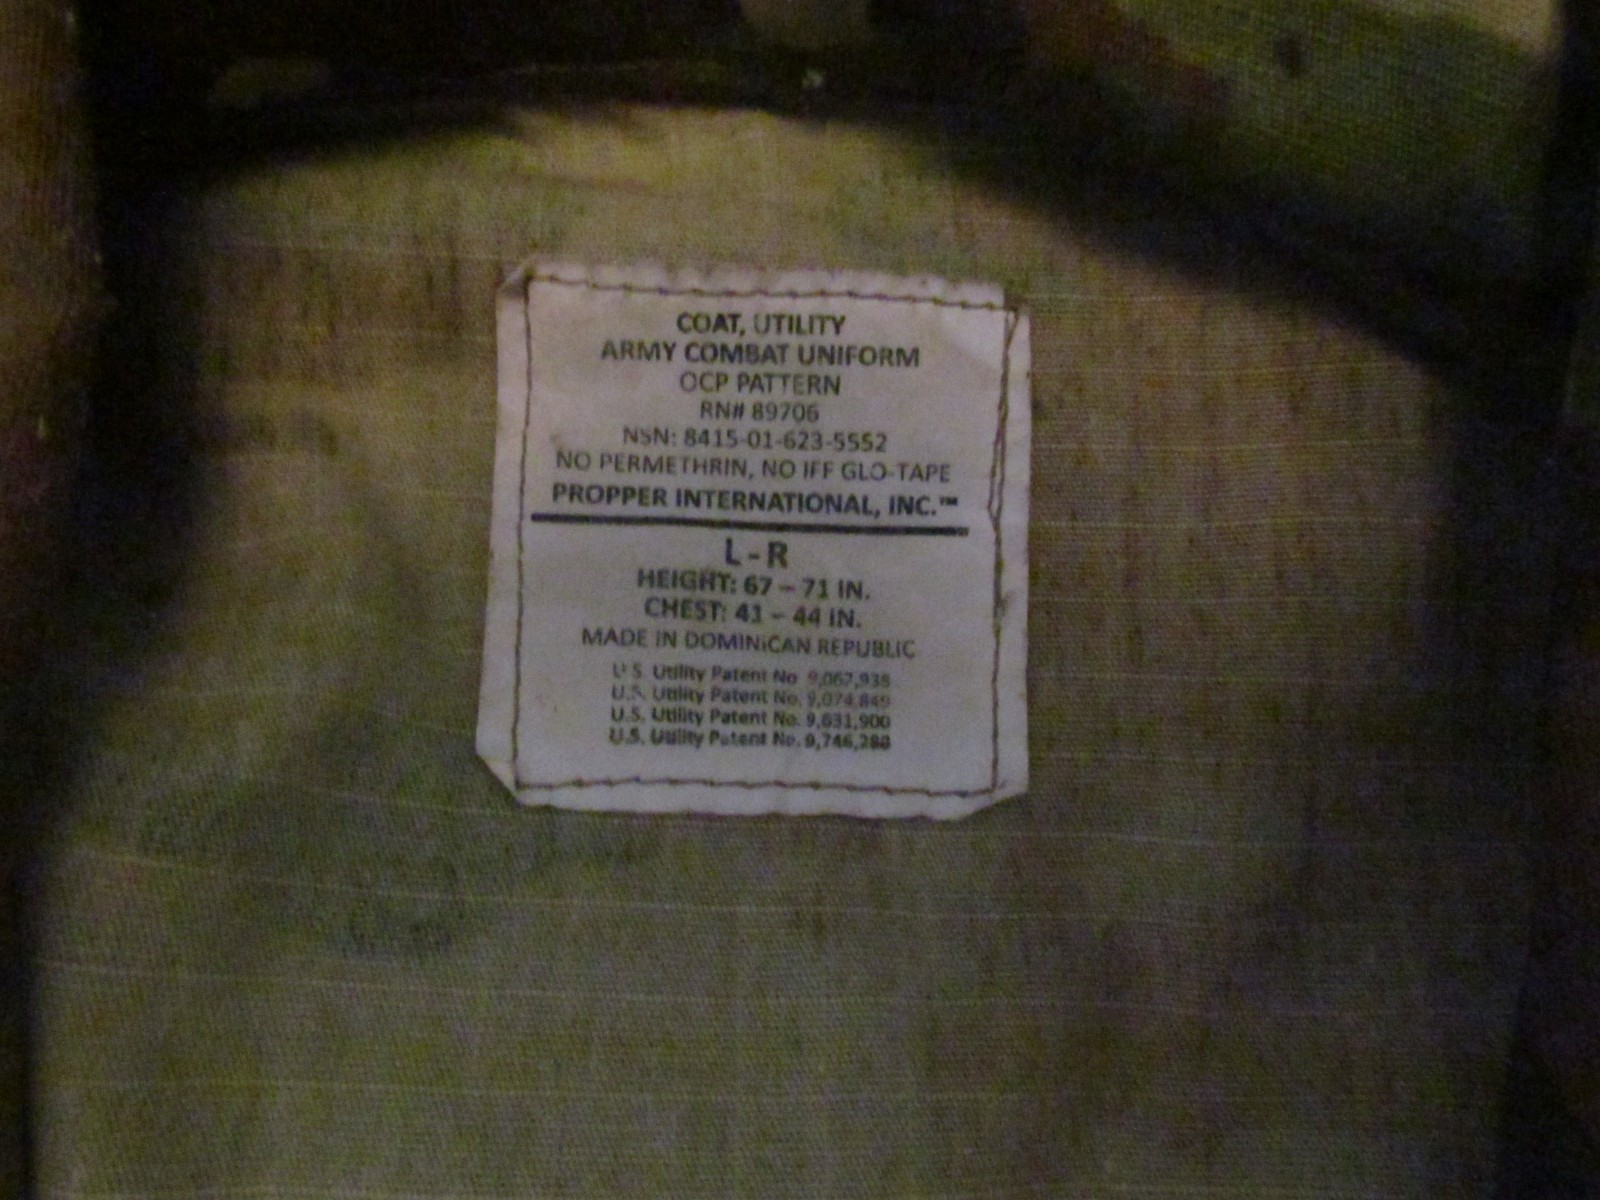 COAT, UTILITY
ARMY COMBAT UNIFORM
OCP PATTERN
RN# 89706
NSN: 8415-01-623-5552
NO PERMETHRIN, NO IFF GLO-TAPE
PROPPER INTERNATIONAL, INC.™
L - R
HEIGHT: 67 – 71 IN.
CHEST: 41 – 44 IN.
MADE IN DOMINICAN REPUBLIC
U.S. Utility Patent No. 9,062,938
U.S. Utility Patent No. 9,074,849
U.S. Utility Patent No. 9,631,900
U.S. Utility Patent No. 9,746,288